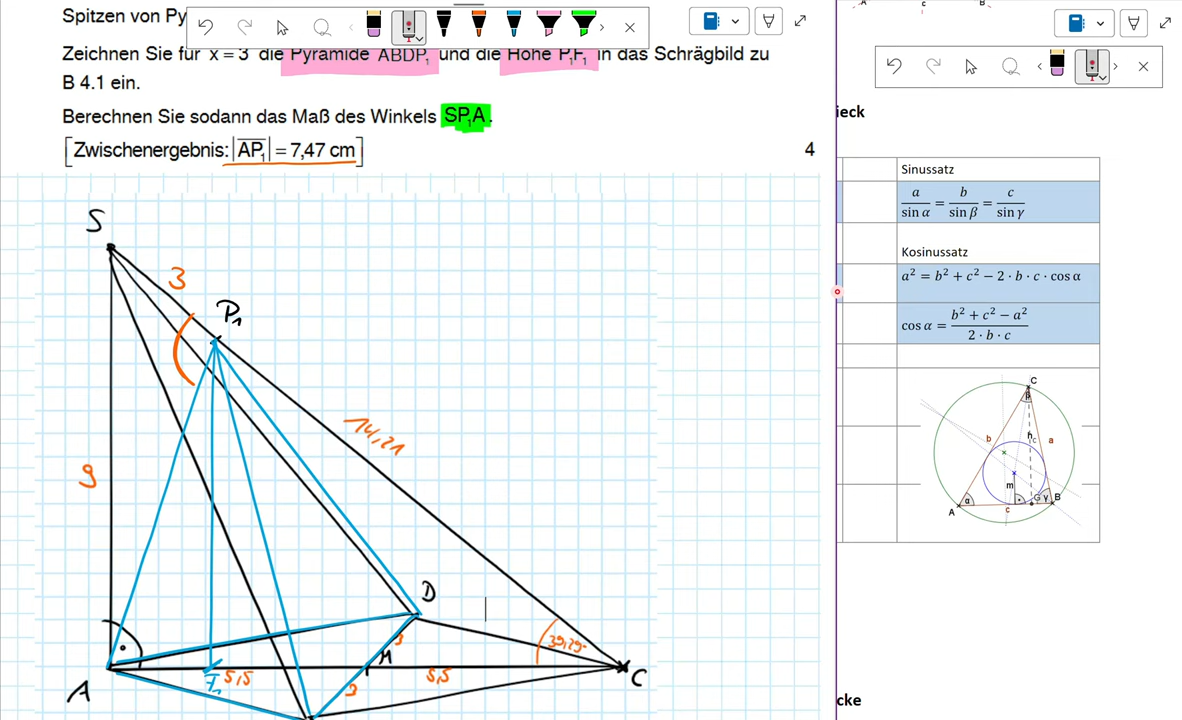 Spitzen von Py
Zeichnen Sie für x = 3 die Pyramide ABDP₁ und die Höhe P₁F₁ in das Schrägbild zu
B 4.1 ein.
Berechnen Sie sodann das Maß des Winkels SP₁A.
[Zwischenergebnis: |AP₁| = 7,47 cm]
4
S
3
P₁
14,21
9
D
39,29°
3
M
5,5
5,5
F₁
3
A
C
A
c
B
ieck
Sinussatz
a/sin α = b/sin β = c/sin γ
Kosinussatz
a² = b² + c² − 2 · b · c · cos α
cos α = (b² + c² − a²)/(2 · b · c)
C
β
b
h꜀
a
m
α
G
γ
A
c
B
cke